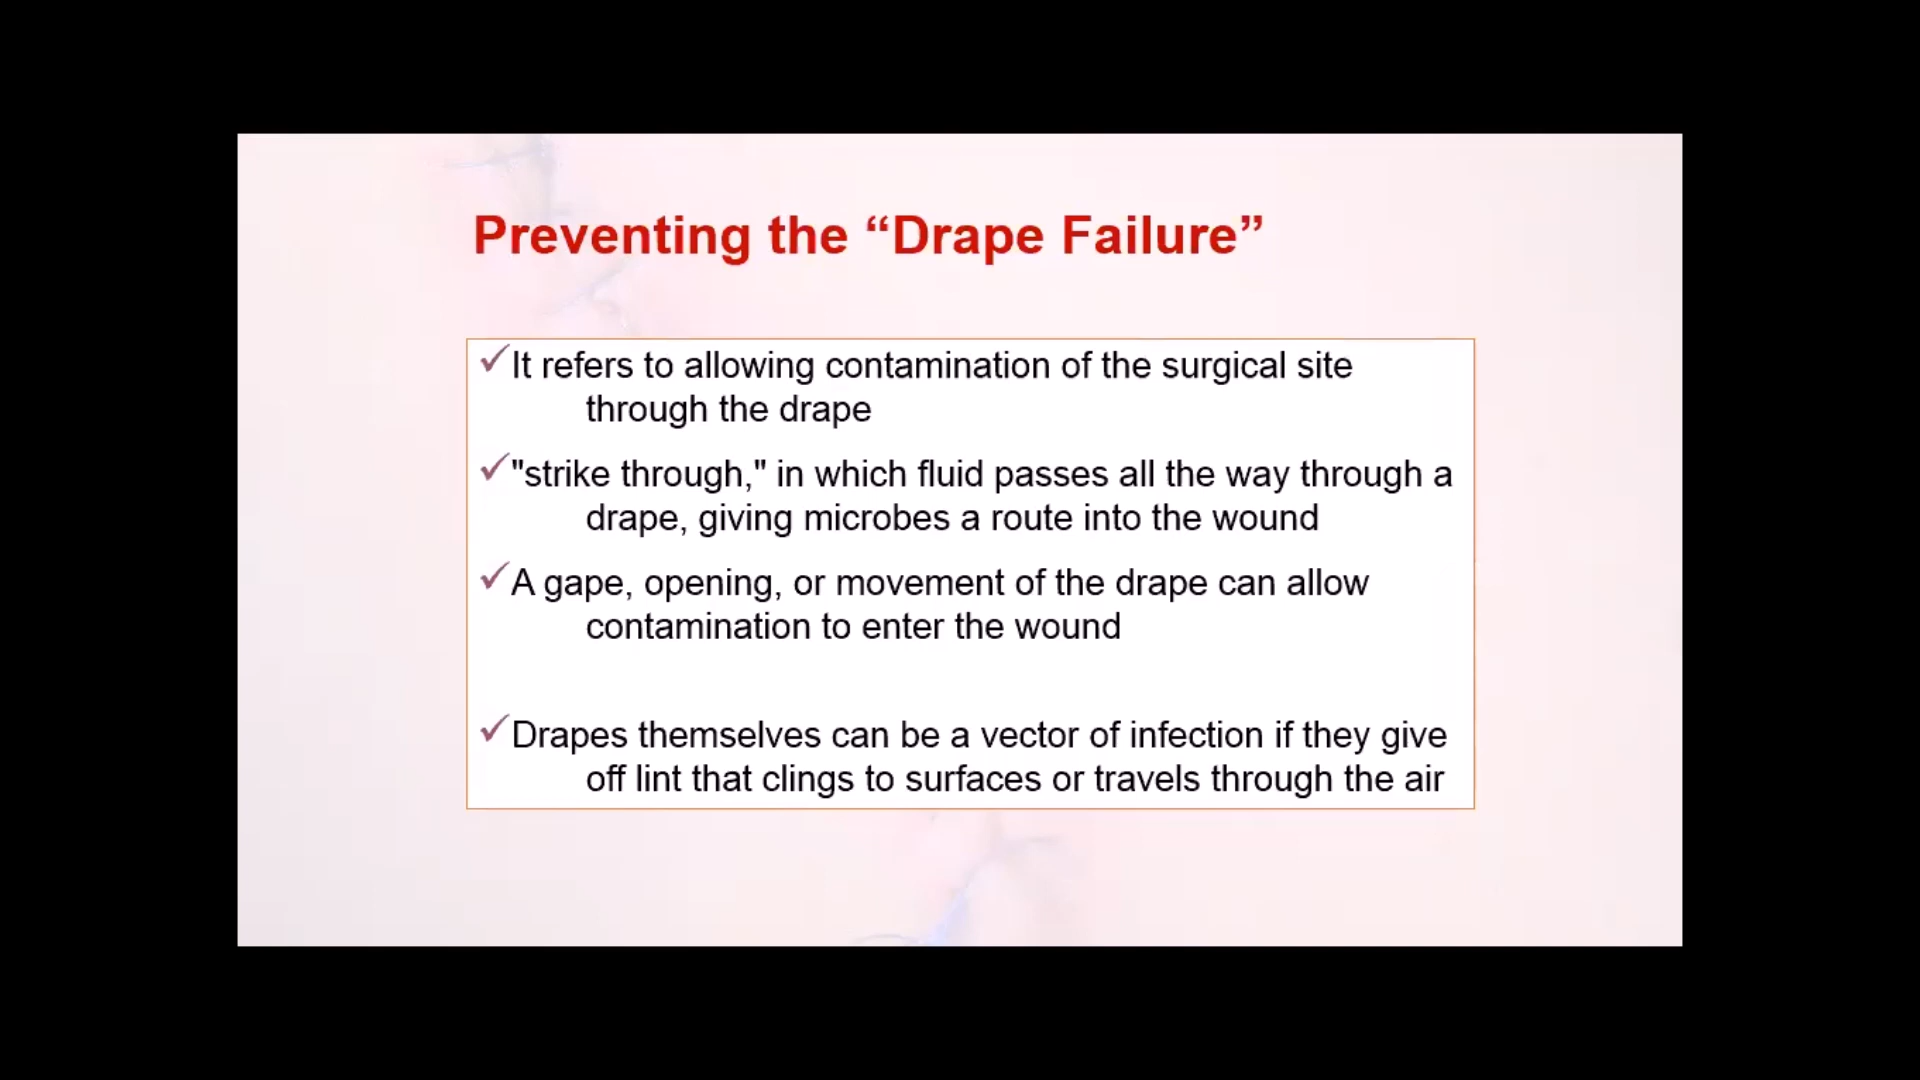 Preventing the “Drape Failure”
✓It refers to allowing contamination of the surgical site
through the drape
✓"strike through," in which fluid passes all the way through a
drape, giving microbes a route into the wound
✓A gape, opening, or movement of the drape can allow
contamination to enter the wound
✓Drapes themselves can be a vector of infection if they give
off lint that clings to surfaces or travels through the air